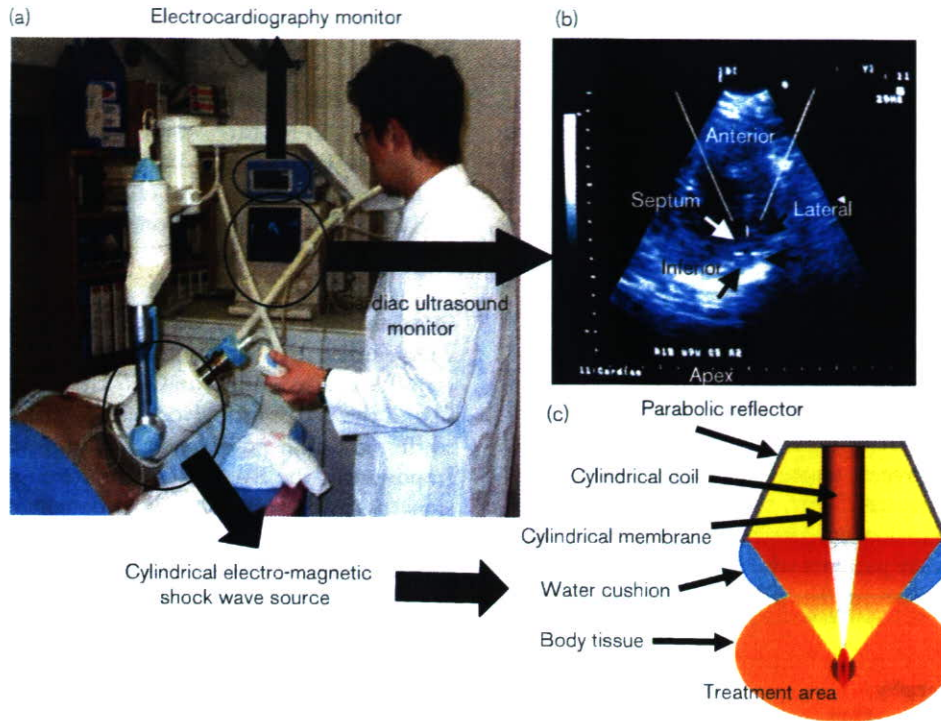 (a)
Electrocardiography monitor
Cardiac ultrasound
monitor
Cylindrical electro-magnetic
shock wave source
(b)
Anterior
Septum
Lateral
Inferior
Apex
(c)
Parabolic reflector
Cylindrical coil
Cylindrical membrane
Water cushion
Body tissue
Treatment area